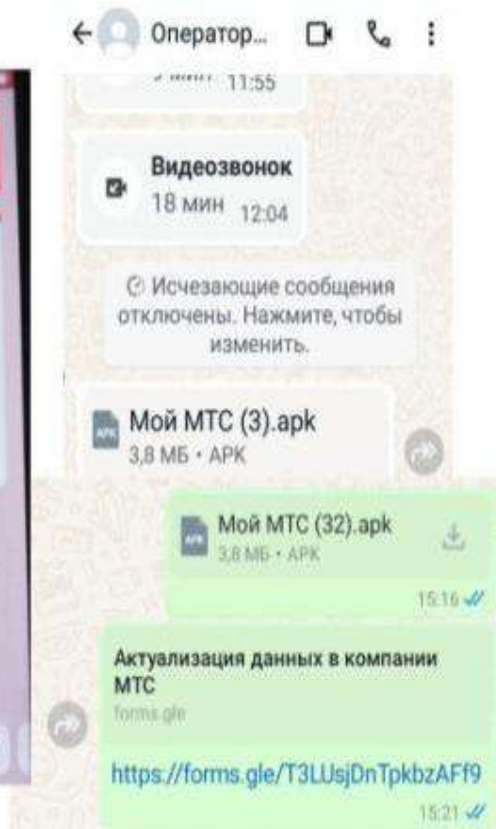 Оператор...
11:55
Видеозвонок
18 мин 12:04
Исчезающие сообщения
отключены. Нажмите, чтобы
изменить.
Мой МТС (3).apk
3,8 МБ • APK
Мой МТС (32).apk
3,8 МБ • APK
15:16
Актуализация данных в компании
МТС
forms.gle
https://forms.gle/T3LUsjDnTpkbzAFf9
15:21